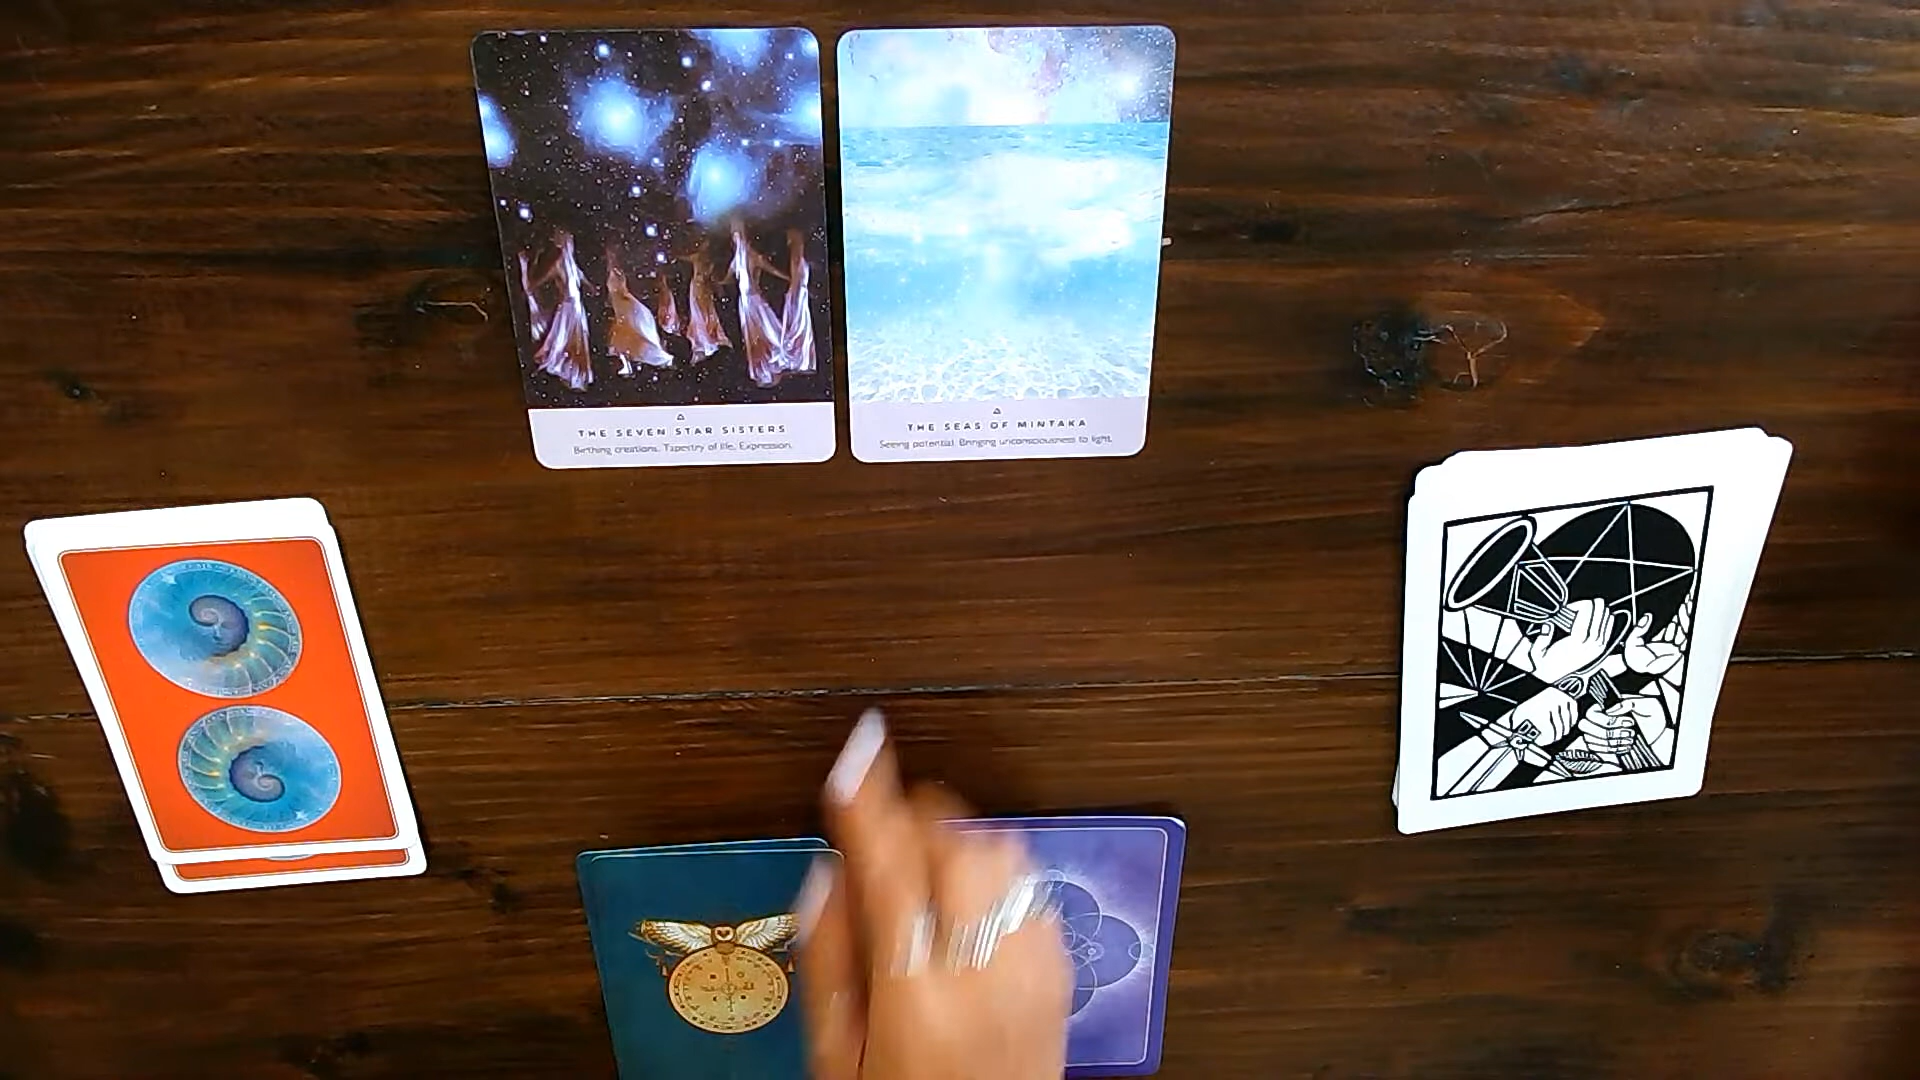 THE SEVEN STAR SISTERS
Birthing creations. Tapestry of life. Expression.
THE SEAS OF MINTAKA
Seeing potential. Bringing unconsciousness to light.